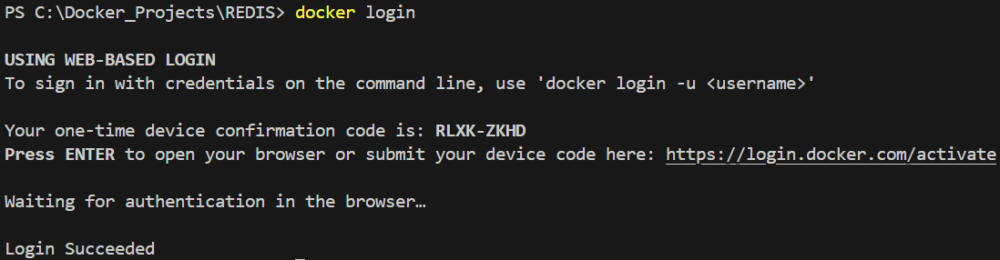 PS C:\Docker_Projects\REDIS> docker login
USING WEB-BASED LOGIN
To sign in with credentials on the command line, use 'docker login -u <username>'
Your one-time device confirmation code is: RLXK-ZKHD
Press ENTER to open your browser or submit your device code here: https://login.docker.com/activate
Waiting for authentication in the browser…
Login Succeeded